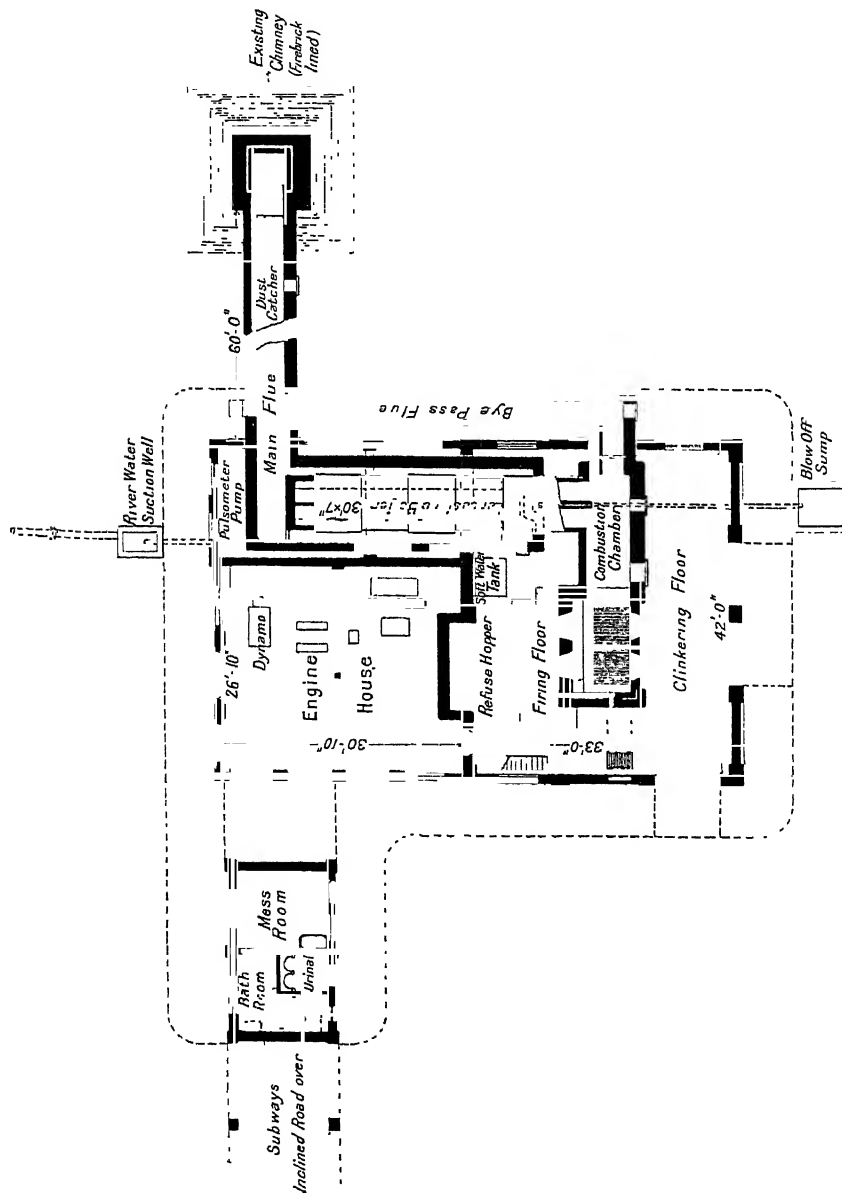 Existing
Chimney
(Firebrick
lined)
Dust
Catcher
60'-0"
Main Flue
River Water
Suction Well
Pulsometer
Pump
Bye Pass Flue
30'×7"
Blow Off
Sump
Combustion
Chamber
Soft Water
Tank
Dynamo
26'-10"
Engine
House
30'-10"
Refuse Hopper
Firing Floor
33'-0"
Clinkering Floor
42'-0"
Mess
Room
Bath
Room
Urinal
Subways
Inclined Road over